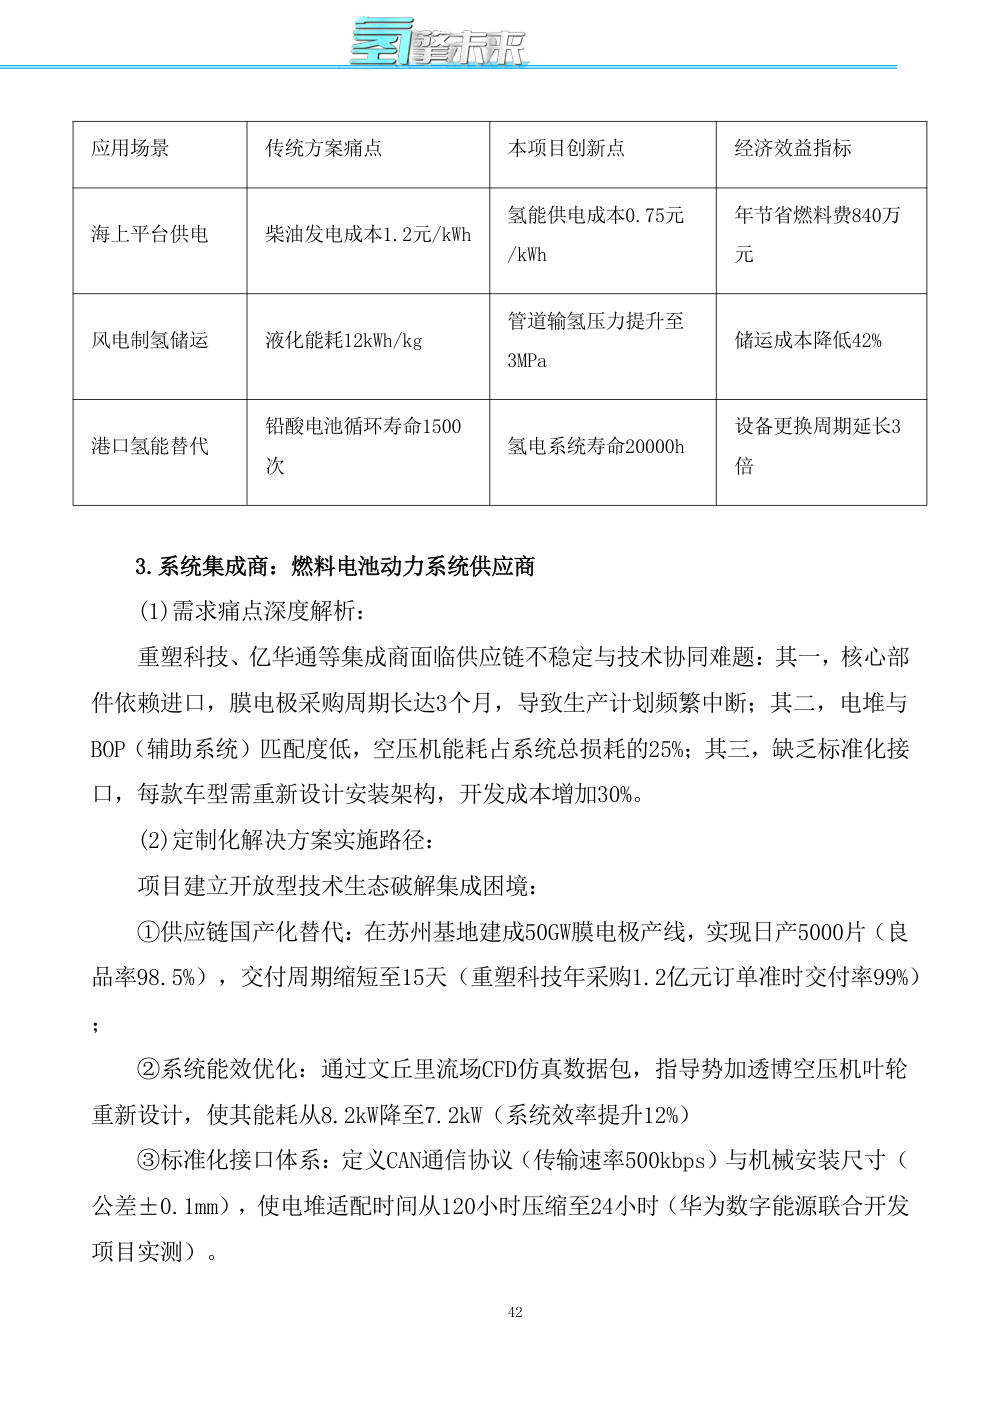 氢擎未来
应用场景
传统方案痛点
本项目创新点
经济效益指标
海上平台供电
柴油发电成本1.2元/kWh
氢能供电成本0.75元
/kWh
年节省燃料费840万
元
风电制氢储运
液化能耗12kWh/kg
管道输氢压力提升至
3MPa
储运成本降低42%
港口氢能替代
铅酸电池循环寿命1500
次
氢电系统寿命20000h
设备更换周期延长3
倍
3.系统集成商：燃料电池动力系统供应商
(1)需求痛点深度解析：
重塑科技、亿华通等集成商面临供应链不稳定与技术协同难题：其一，核心部
件依赖进口，膜电极采购周期长达3个月，导致生产计划频繁中断；其二，电堆与
BOP（辅助系统）匹配度低，空压机能耗占系统总损耗的25%；其三，缺乏标准化接
口，每款车型需重新设计安装架构，开发成本增加30%。
(2)定制化解决方案实施路径：
项目建立开放型技术生态破解集成困境：
①供应链国产化替代：在苏州基地建成50GW膜电极产线，实现日产5000片（良
品率98.5%），交付周期缩短至15天（重塑科技年采购1.2亿元订单准时交付率99%）
；
②系统能效优化：通过文丘里流场CFD仿真数据包，指导势加透博空压机叶轮
重新设计，使其能耗从8.2kW降至7.2kW（系统效率提升12%）
③标准化接口体系：定义CAN通信协议（传输速率500kbps）与机械安装尺寸（
公差±0.1mm），使电堆适配时间从120小时压缩至24小时（华为数字能源联合开发
项目实测）。
42